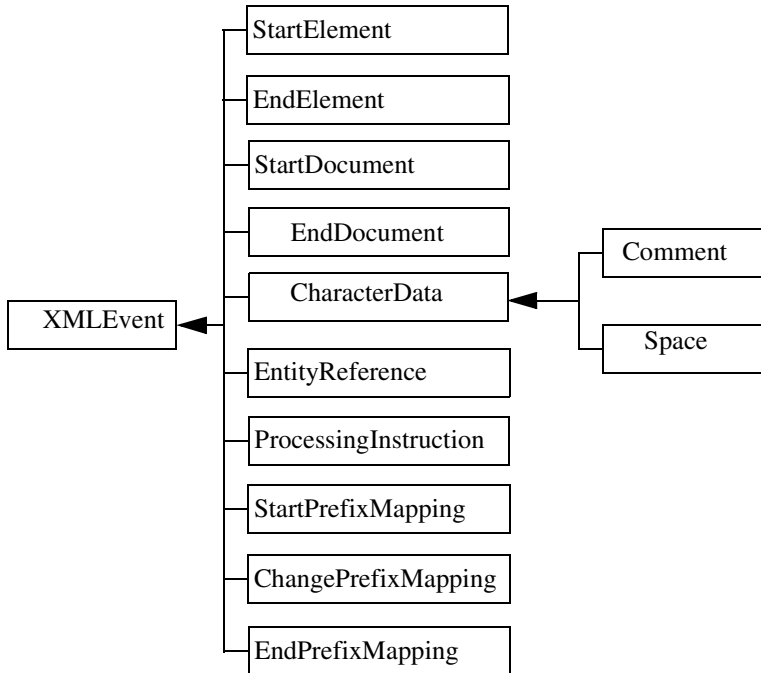 StartElement
EndElement
StartDocument
EndDocument
Comment
CharacterData
XMLEvent
Space
EntityReference
ProcessingInstruction
StartPrefixMapping
ChangePrefixMapping
EndPrefixMapping